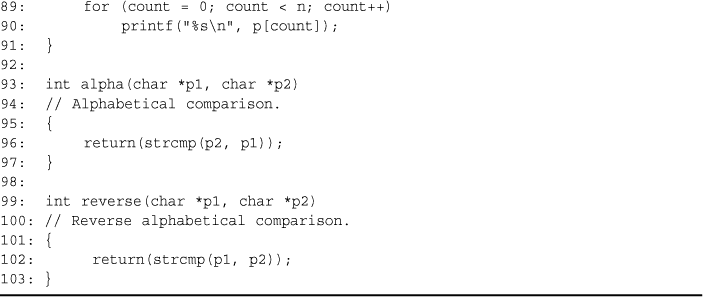 89:      for (count = 0; count < n; count++)
90:          printf("%s\n", p[count]);
91:  }
92:
93:  int alpha(char *p1, char *p2)
94:  // Alphabetical comparison.
95:  {
96:      return(strcmp(p2, p1));
97:  }
98:
99:  int reverse(char *p1, char *p2)
100: // Reverse alphabetical comparison.
101: {
102:      return(strcmp(p1, p2));
103: }